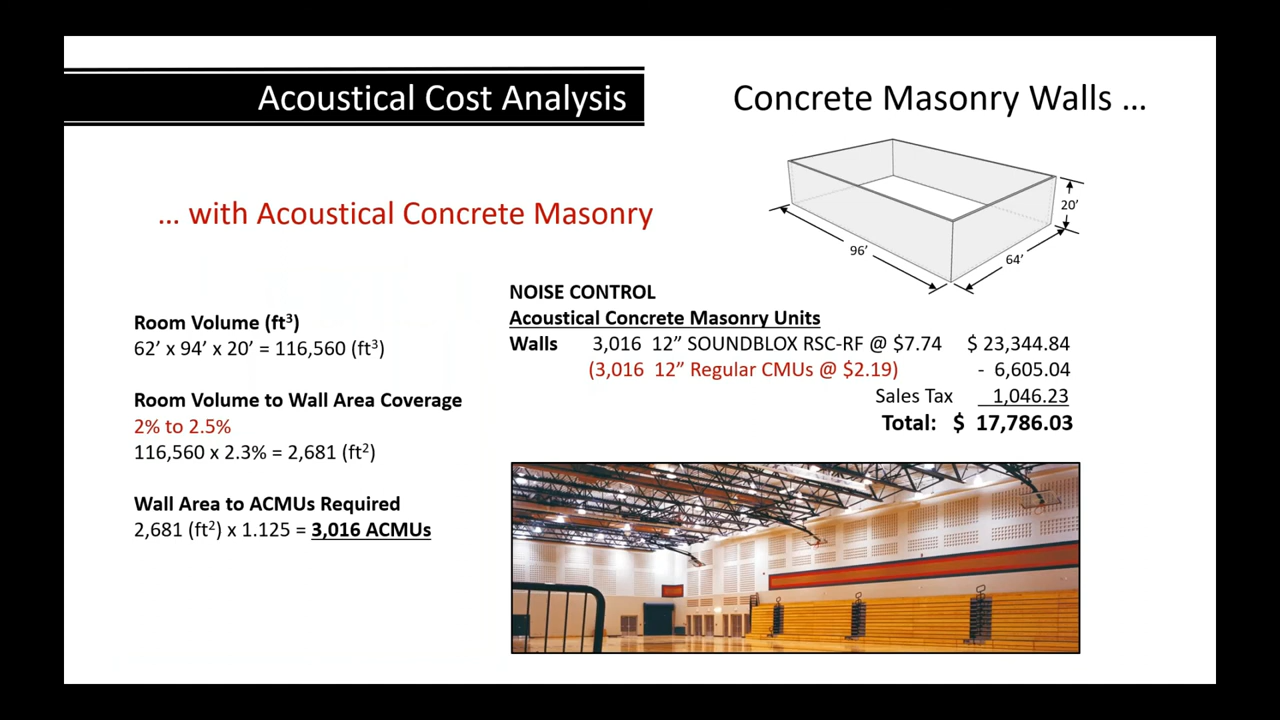 Acoustical Cost Analysis
Concrete Masonry Walls ...
... with Acoustical Concrete Masonry
20’
96’
64’
Room Volume (ft³)
62’ x 94’ x 20’ = 116,560 (ft³)
Room Volume to Wall Area Coverage
2% to 2.5%
116,560 x 2.3% = 2,681 (ft²)
Wall Area to ACMUs Required
2,681 (ft²) x 1.125 = 3,016 ACMUs
NOISE CONTROL
Acoustical Concrete Masonry Units
Walls 3,016 12” SOUNDBLOX RSC-RF @ $7.74 $ 23,344.84
(3,016 12” Regular CMUs @ $2.19) - 6,605.04
Sales Tax 1,046.23
Total: $ 17,786.03